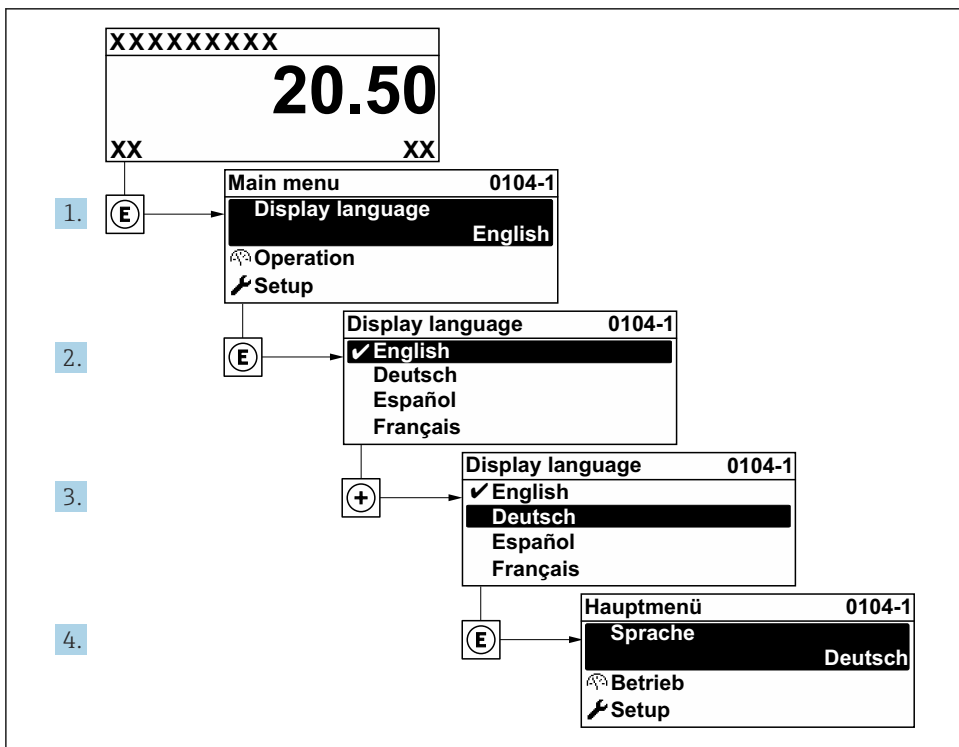 XXXXXXXXX
20.50
XX XX
1. E
Main menu 0104-1
Display language
English
Operation
Setup
2. E
Display language 0104-1
✔English
Deutsch
Español
Français
3. +
Display language 0104-1
✔English
Deutsch
Español
Français
4. E
Hauptmenü 0104-1
Sprache
Deutsch
Betrieb
Setup